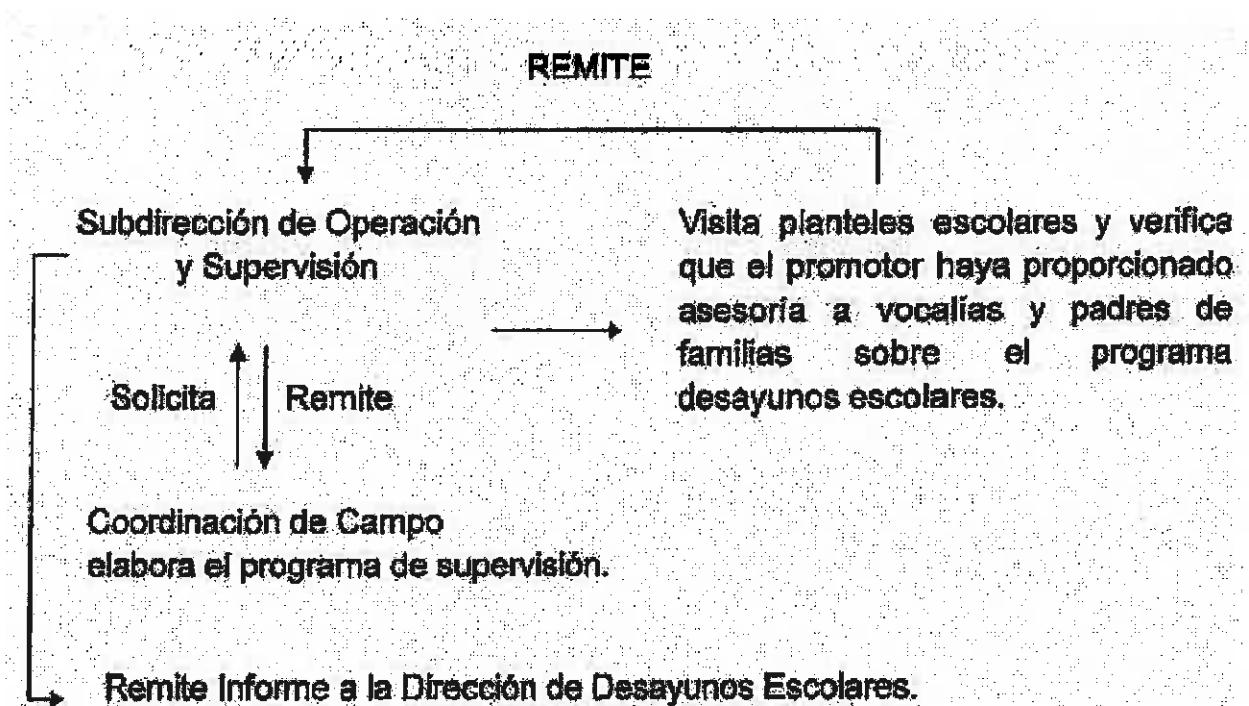 REMITE
Subdirección de Operación
y Supervisión
Visita planteles escolares y verifica
que el promotor haya proporcionado
asesoría a vocalías y padres de
familias sobre el programa
desayunos escolares.
Solicita
Remite
Coordinación de Campo
elabora el programa de supervisión.
Remite Informe a la Dirección de Desayunos Escolares.